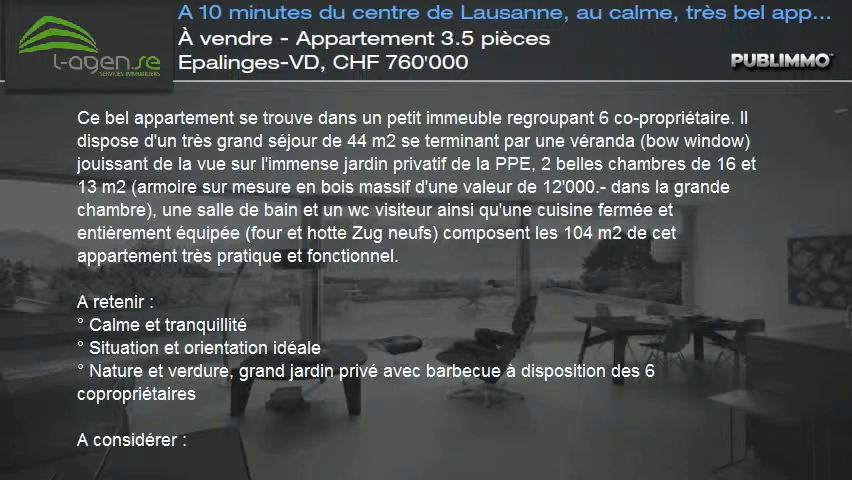 A 10 minutes du centre de Lausanne, au calme, très bel app...
À vendre - Appartement 3.5 pièces
Epalinges-VD, CHF 760'000
l-agen.se
SERVICES IMMOBILIERS
PUBLIMMO
Ce bel appartement se trouve dans un petit immeuble regroupant 6 co-propriétaire. Il
dispose d'un très grand séjour de 44 m2 se terminant par une véranda (bow window)
jouissant de la vue sur l'immense jardin privatif de la PPE, 2 belles chambres de 16 et
13 m2 (armoire sur mesure en bois massif d'une valeur de 12'000.- dans la grande
chambre), une salle de bain et un wc visiteur ainsi qu'une cuisine fermée et
entièrement équipée (four et hotte Zug neufs) composent les 104 m2 de cet
appartement très pratique et fonctionnel.
A retenir :
° Calme et tranquillité
° Situation et orientation idéale
° Nature et verdure, grand jardin privé avec barbecue à disposition des 6
copropriétaires
A considérer :